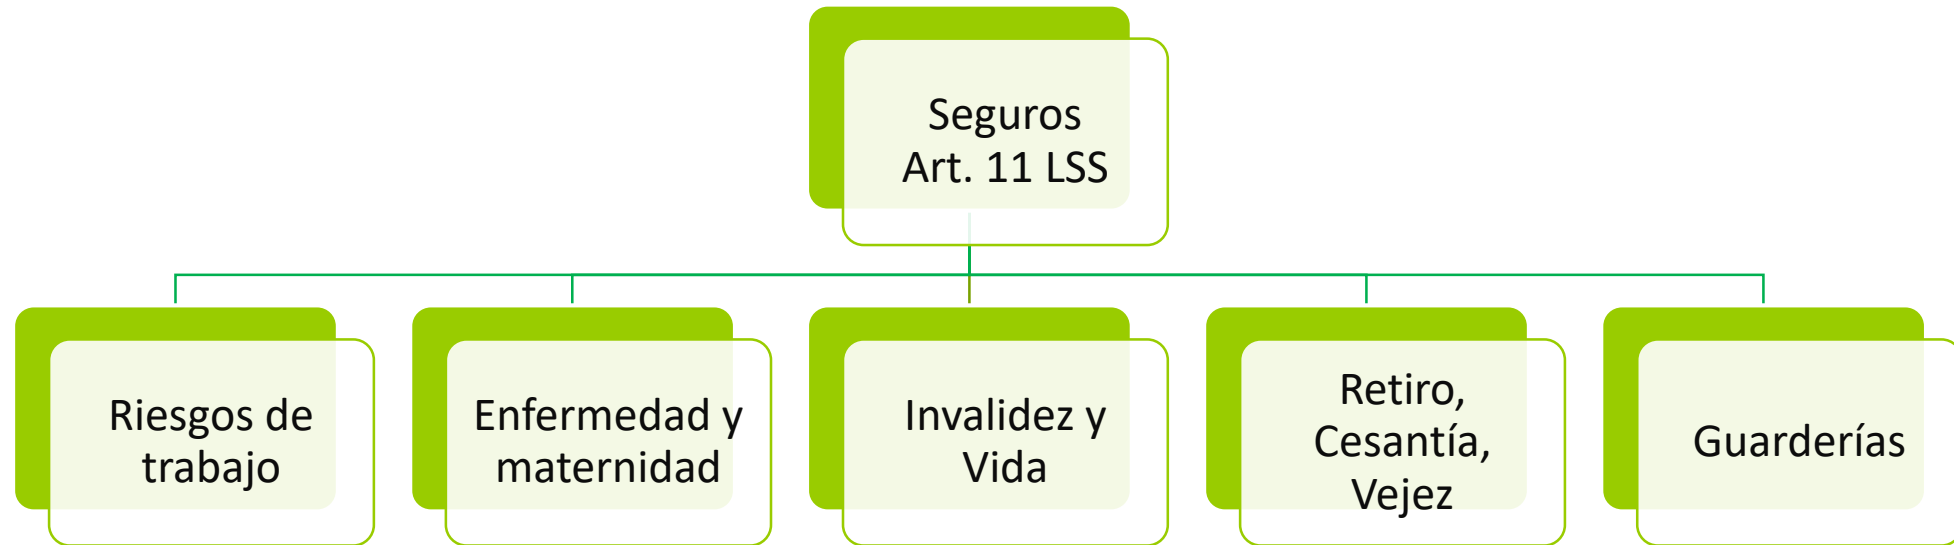 Seguros
Art. 11 LSS
Riesgos de
trabajo
Enfermedad y
maternidad
Invalidez y
Vida
Retiro,
Cesantía,
Vejez
Guarderías